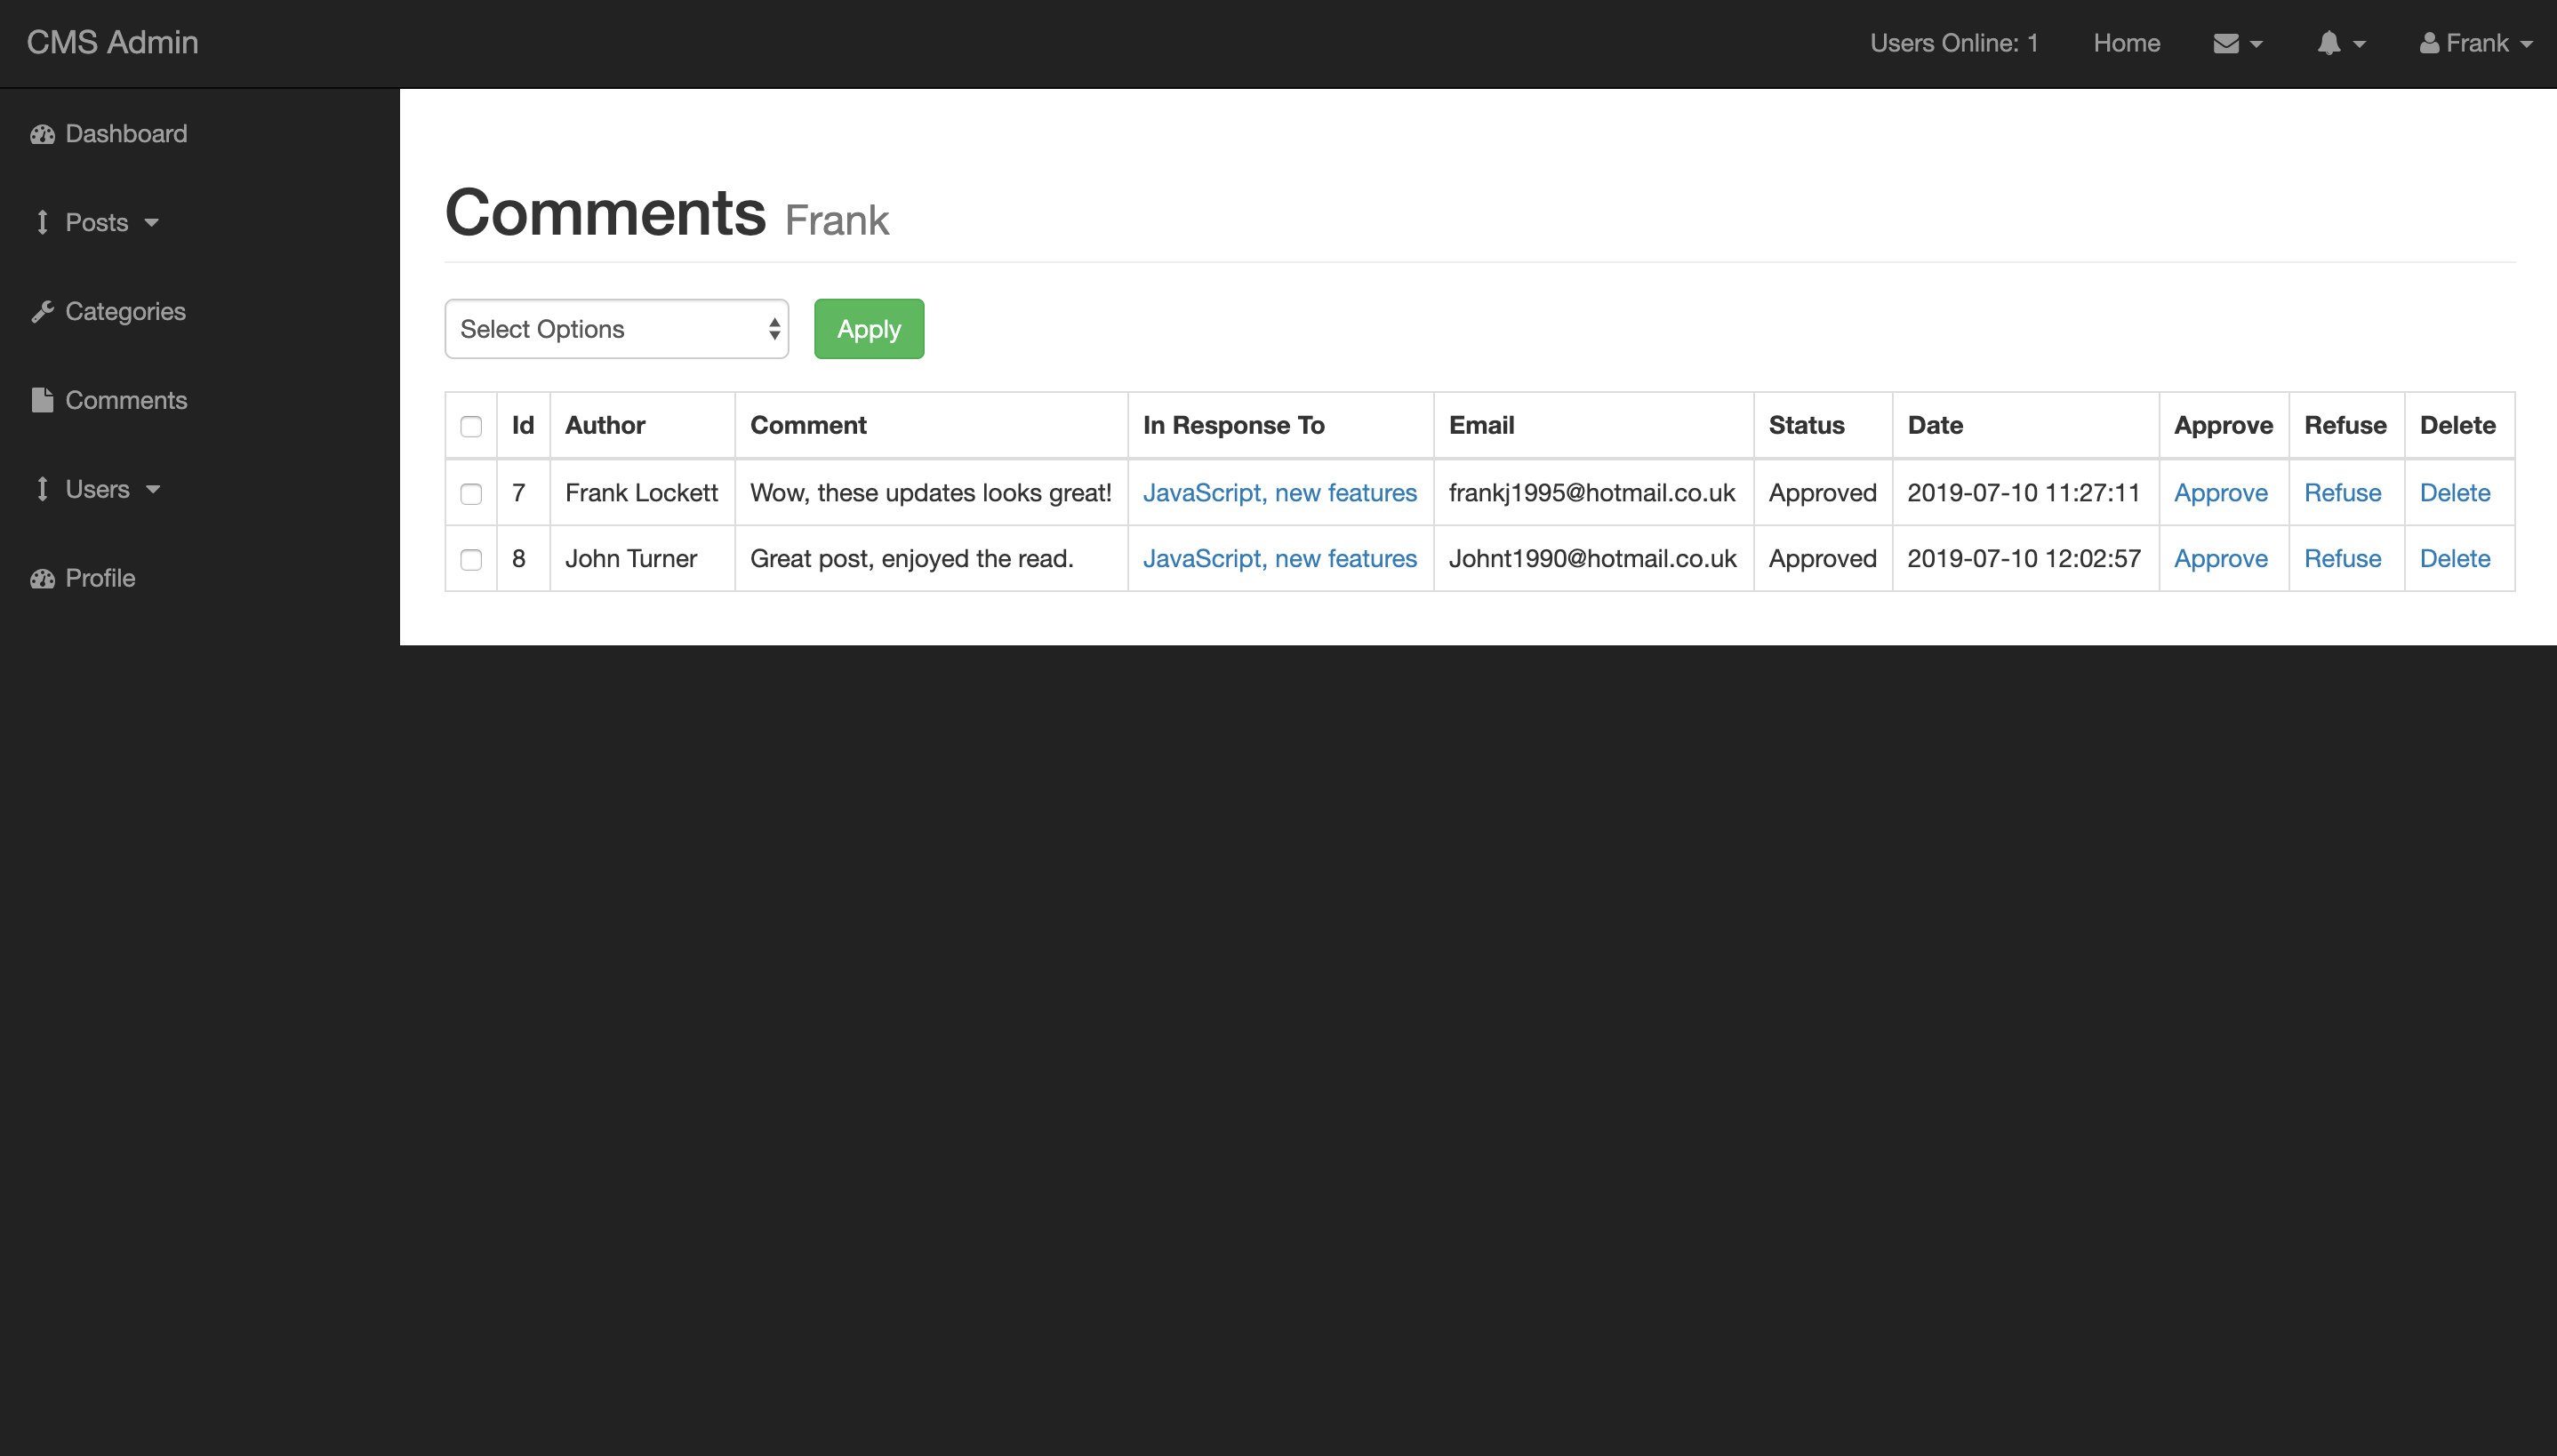 CMS Admin Users Online: 1 Home Frank
Dashboard
Posts
Categories
Comments
Users
Profile
Comments Frank
Select Options Apply
Id Author Comment In Response To Email Status Date Approve Refuse Delete
7 Frank Lockett Wow, these updates looks great! JavaScript, new features frankj1995@hotmail.co.uk Approved 2019-07-10 11:27:11 Approve Refuse Delete
8 John Turner Great post, enjoyed the read. JavaScript, new features Johnt1990@hotmail.co.uk Approved 2019-07-10 12:02:57 Approve Refuse Delete